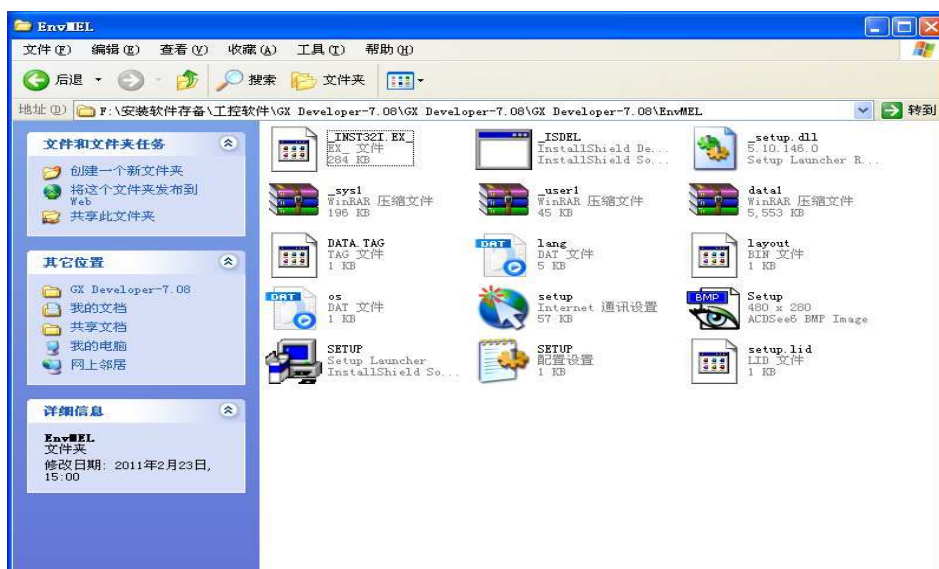 EnvMEL
文件(F) 编辑(E) 查看(V) 收藏(A) 工具(T) 帮助(H)
后退 搜索 文件夹
地址(D) F:\安装软件存备\工控软件\GX Developer-7.08\GX Developer-7.08\GX Developer-7.08\EnvMEL 转到
文件和文件夹任务
创建一个新文件夹
将这个文件夹发布到
Web
共享此文件夹
其它位置
GX Developer-7.08
我的文档
共享文档
我的电脑
网上邻居
详细信息
EnvMEL
文件夹
修改日期: 2011年2月23日,
15:00
_INST32I.EX_
EX_ 文件
284 KB
_ISDEL
InstallShield De...
InstallShield So...
_setup.dll
5.10.146.0
Setup Launcher R...
_sys1
WinRAR 压缩文件
196 KB
_user1
WinRAR 压缩文件
45 KB
data1
WinRAR 压缩文件
5,553 KB
DATA.TAG
TAG 文件
1 KB
DAT
lang
DAT 文件
5 KB
layout
BIN 文件
1 KB
DAT
os
DAT 文件
1 KB
setup
Internet 通讯设置
57 KB
BMP
Setup
480 x 280
ACDSee6 BMP Image
SETUP
Setup Launcher
InstallShield So...
SETUP
配置设置
1 KB
setup.lid
LID 文件
1 KB